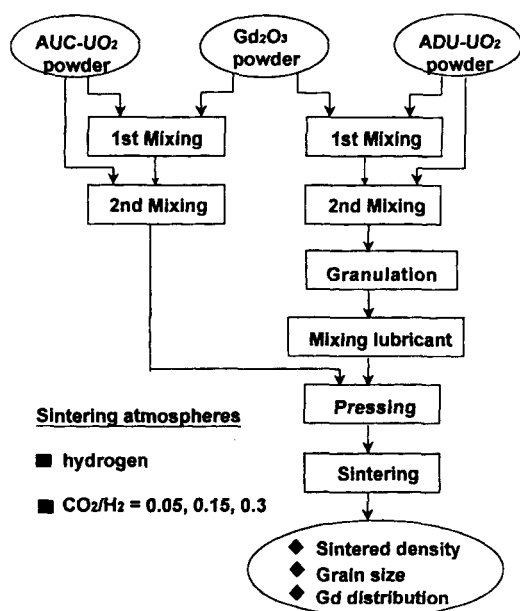 AUC-UO₂
powder
Gd₂O₃
powder
ADU-UO₂
powder
1st Mixing
1st Mixing
2nd Mixing
2nd Mixing
Granulation
Mixing lubricant
Pressing
Sintering
Sintering atmospheres
■ hydrogen
■ CO₂/H₂ = 0.05, 0.15, 0.3
◆ Sintered density
◆ Grain size
◆ Gd distribution